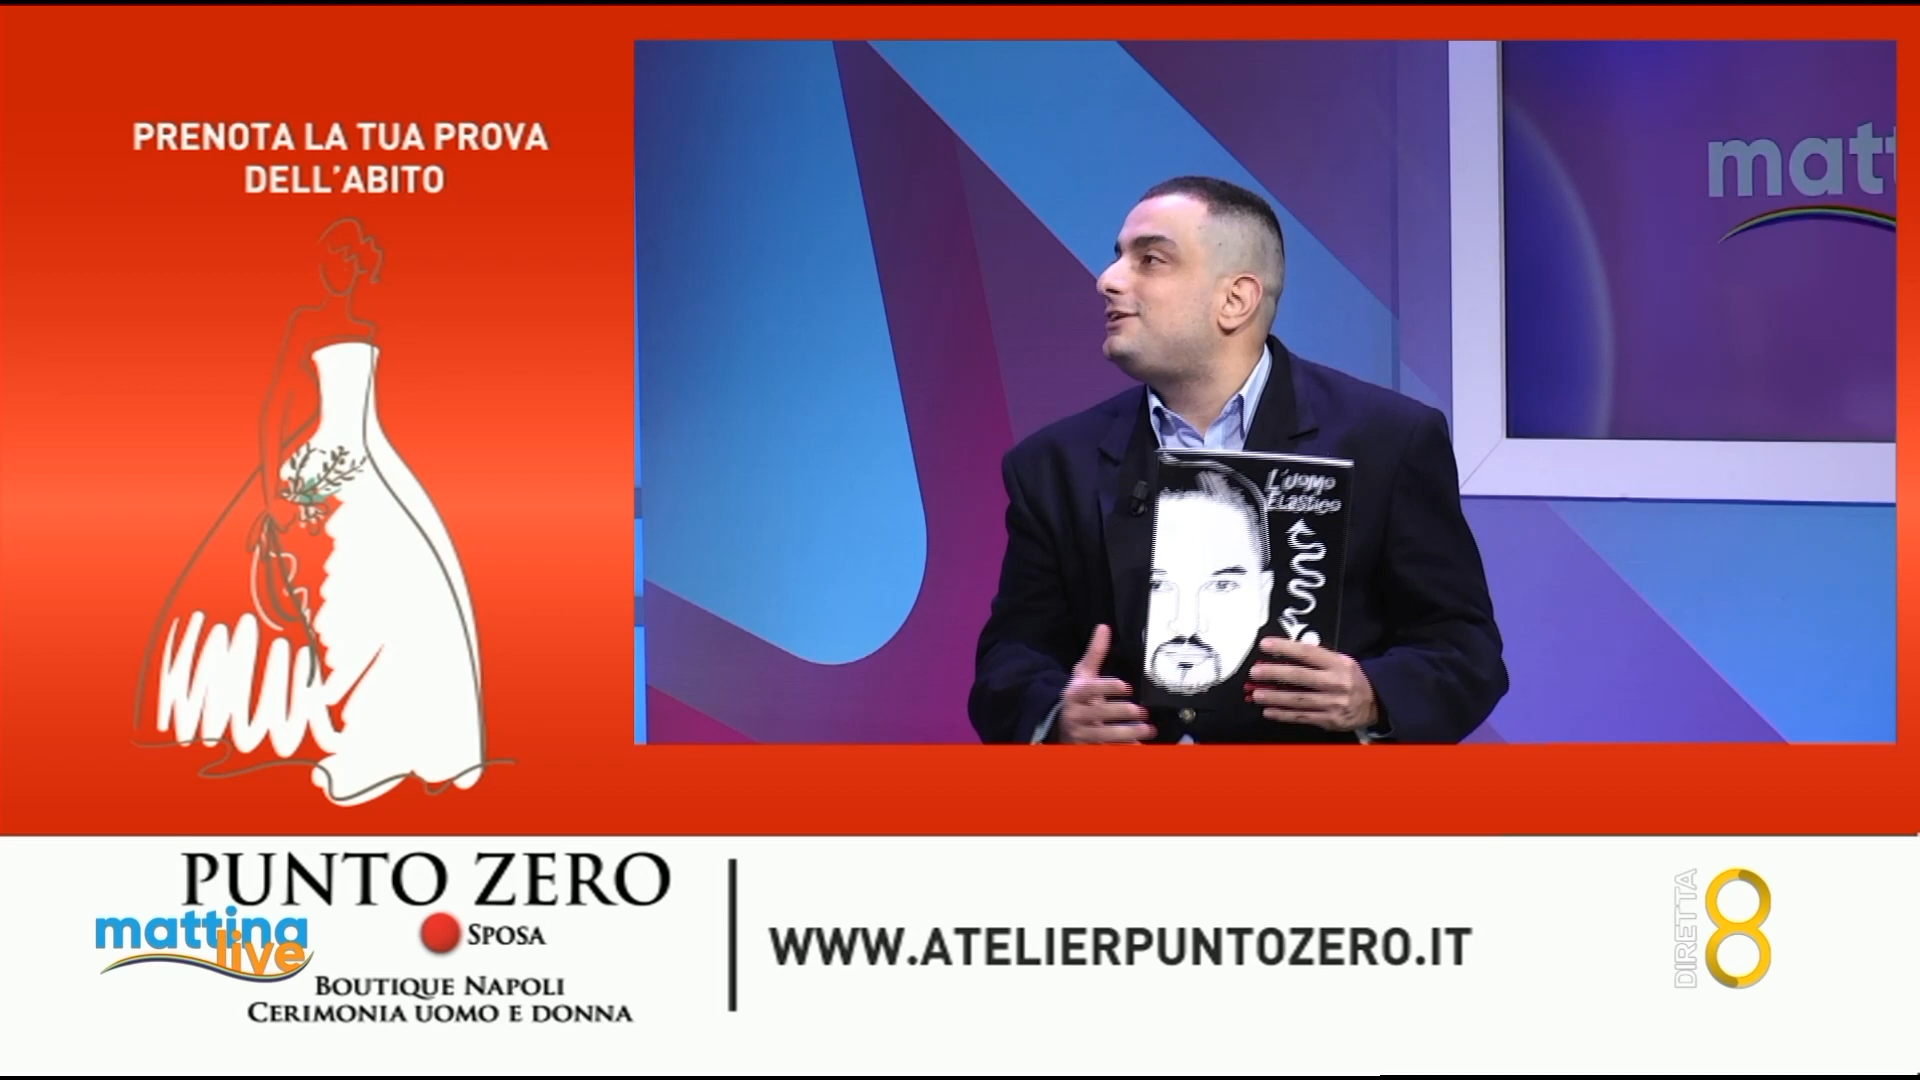 PRENOTA LA TUA PROVA
DELL'ABITO
matt
L'UOMO
ELASTICO
PUNTO ZERO
SPOSA
BOUTIQUE NAPOLI
CERIMONIA UOMO E DONNA
mattina
live
WWW.ATELIERPUNTOZERO.IT
DIRETTA
8